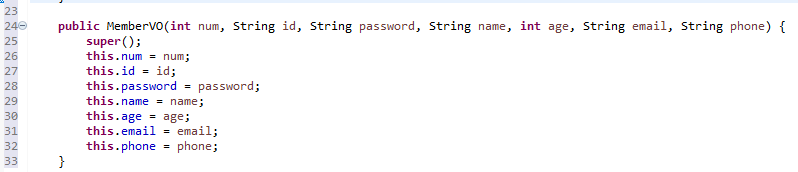 23
24 public MemberVO(int num, String id, String password, String name, int age, String email, String phone) {
25 super();
26 this.num = num;
27 this.id = id;
28 this.password = password;
29 this.name = name;
30 this.age = age;
31 this.email = email;
32 this.phone = phone;
33 }